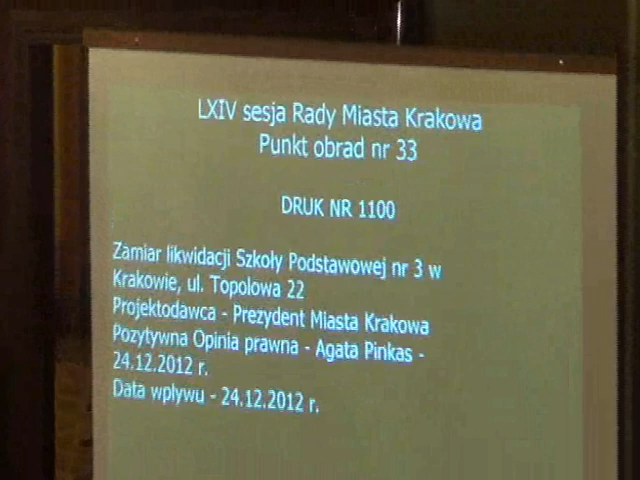 LXIV sesja Rady Miasta Krakowa
Punkt obrad nr 33
DRUK NR 1100
Zamiar likwidacji Szkoły Podstawowej nr 3 w
Krakowie, ul. Topolowa 22
Projektodawca - Prezydent Miasta Krakowa
Pozytywna Opinia prawna - Agata Pinkas -
24.12.2012 r.
Data wpływu - 24.12.2012 r.